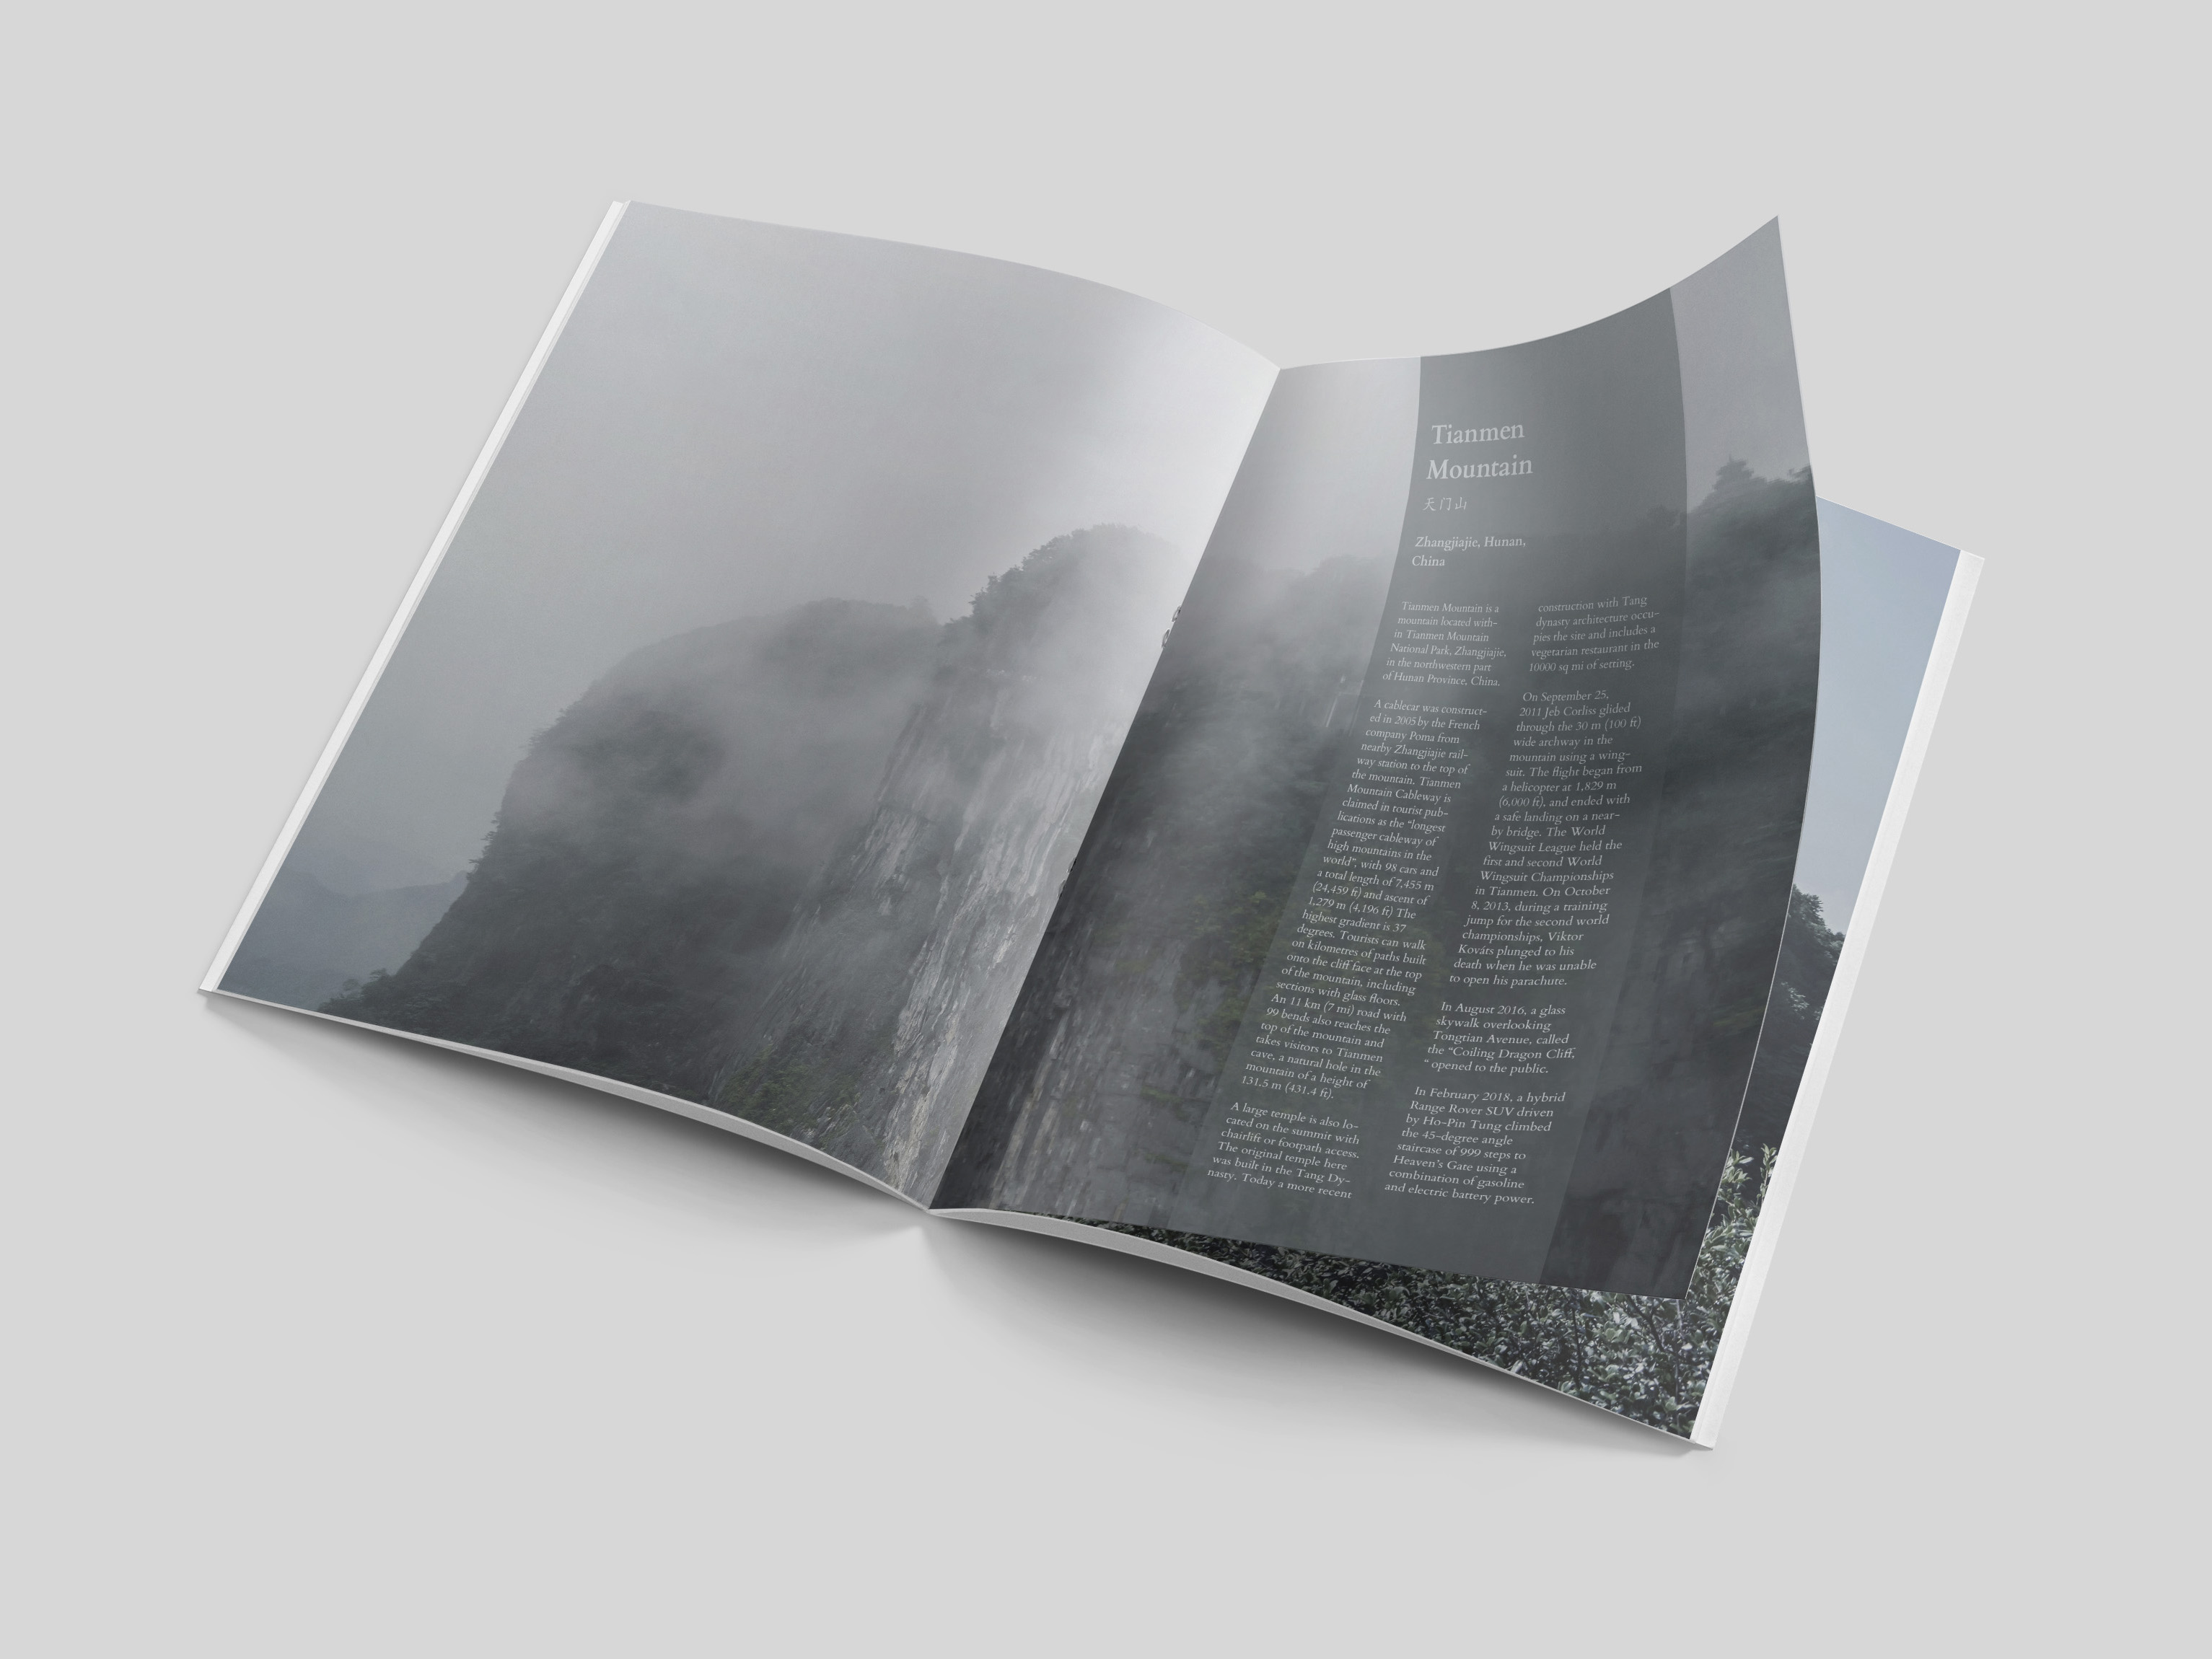 Tianmen
Mountain
天门山
Zhangjiajie, Hunan,
China
Tianmen Mountain is a
mountain located with-
in Tianmen Mountain
National Park, Zhangjiajie,
in the northwestern part
of Hunan Province, China.
A cablecar was construct-
ed in 2005 by the French
company Poma from
nearby Zhangjiajie rail-
way station to the top of
the mountain. Tianmen
Mountain Cableway is
claimed in tourist pub-
lications as the "longest
passenger cableway of
high mountains in the
world", with 98 cars and
a total length of 7,455 m
(24,459 ft) and ascent of
1,279 m (4,196 ft) The
highest gradient is 37
degrees. Tourists can walk
on kilometres of paths built
onto the cliff face at the top
of the mountain, including
sections with glass floors.
An 11 km (7 mi) road with
99 bends also reaches the
top of the mountain and
takes visitors to Tianmen
cave, a natural hole in the
mountain of a height of
131.5 m (431.4 ft).
A large temple is also lo-
cated on the summit with
chairlift or footpath access.
The original temple here
was built in the Tang Dy-
nasty. Today a more recent
construction with Tang
dynasty architecture occu-
pies the site and includes a
vegetarian restaurant in the
10000 sq mi of setting.
On September 25,
2011 Jeb Corliss glided
through the 30 m (100 ft)
wide archway in the
mountain using a wing-
suit. The flight began from
a helicopter at 1,829 m
(6,000 ft), and ended with
a safe landing on a near-
by bridge. The World
Wingsuit League held the
first and second World
Wingsuit Championships
in Tianmen. On October
8, 2013, during a training
jump for the second world
championships, Viktor
Kováts plunged to his
death when he was unable
to open his parachute.
In August 2016, a glass
skywalk overlooking
Tongtian Avenue, called
the "Coiling Dragon Cliff,
" opened to the public.
In February 2018, a hybrid
Range Rover SUV driven
by Ho-Pin Tung climbed
the 45-degree angle
staircase of 999 steps to
Heaven's Gate using a
combination of gasoline
and electric battery power.